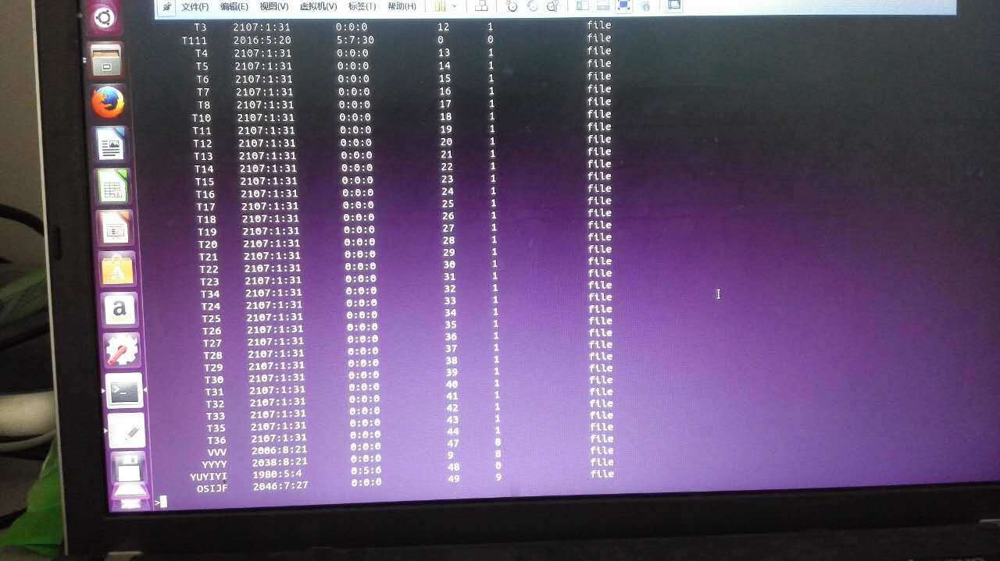 文件(F) 编辑(E) 视图(V) 虚拟机(V) 标签(T) 帮助(H)
T3 2107:1:31 0:0:0 12 1 file
T111 2016:5:20 5:7:30 0 0 file
T4 2107:1:31 0:0:0 13 1 file
T5 2107:1:31 0:0:0 14 1 file
T6 2107:1:31 0:0:0 15 1 file
T7 2107:1:31 0:0:0 16 1 file
T8 2107:1:31 0:0:0 17 1 file
T10 2107:1:31 0:0:0 18 1 file
T11 2107:1:31 0:0:0 19 1 file
T12 2107:1:31 0:0:0 20 1 file
T13 2107:1:31 0:0:0 21 1 file
T14 2107:1:31 0:0:0 22 1 file
T15 2107:1:31 0:0:0 23 1 file
T16 2107:1:31 0:0:0 24 1 file
T17 2107:1:31 0:0:0 25 1 file
T18 2107:1:31 0:0:0 26 1 file
T19 2107:1:31 0:0:0 27 1 file
T20 2107:1:31 0:0:0 28 1 file
T21 2107:1:31 0:0:0 29 1 file
T22 2107:1:31 0:0:0 30 1 file
T23 2107:1:31 0:0:0 31 1 file
T34 2107:1:31 0:0:0 32 1 file
T24 2107:1:31 0:0:0 33 1 file
T25 2107:1:31 0:0:0 34 1 file
T26 2107:1:31 0:0:0 35 1 file
T27 2107:1:31 0:0:0 36 1 file
T28 2107:1:31 0:0:0 37 1 file
T29 2107:1:31 0:0:0 38 1 file
T30 2107:1:31 0:0:0 39 1 file
T31 2107:1:31 0:0:0 40 1 file
T32 2107:1:31 0:0:0 41 1 file
T33 2107:1:31 0:0:0 42 1 file
T35 2107:1:31 0:0:0 43 1 file
T36 2107:1:31 0:0:0 44 1 file
VVV 2006:8:21 0:0:0 47 8 file
YYYY 2038:8:21 0:0:0 9 8 file
YUYIYI 1980:5:4 0:5:6 48 0 file
OSIJF 2046:7:27 0:0:0 49 9 file
>